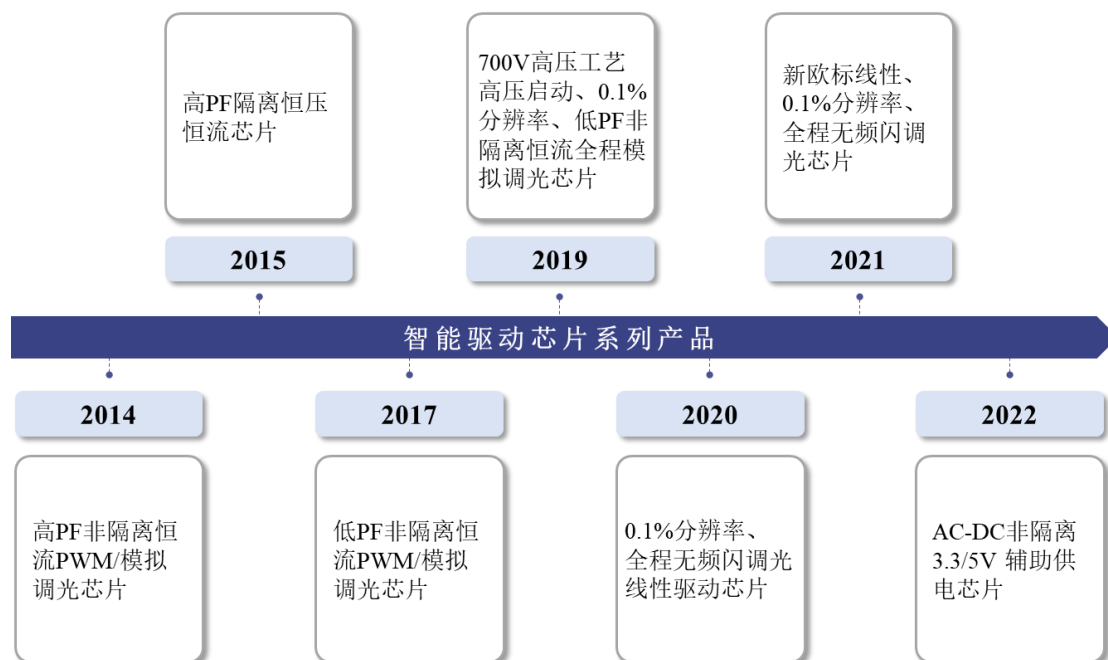 高PF隔离恒压
恒流芯片
700V高压工艺
高压启动、0.1%
分辨率、低PF非
隔离恒流全程模
拟调光芯片
新欧标线性、
0.1%分辨率、
全程无频闪调
光芯片
2015
2019
2021
智能驱动芯片系列产品
2014
2017
2020
2022
高PF非隔离恒
流PWM/模拟
调光芯片
低PF非隔离恒
流PWM/模拟
调光芯片
0.1%分辨率、
全程无频闪调光
线性驱动芯片
AC-DC非隔离
3.3/5V 辅助供
电芯片